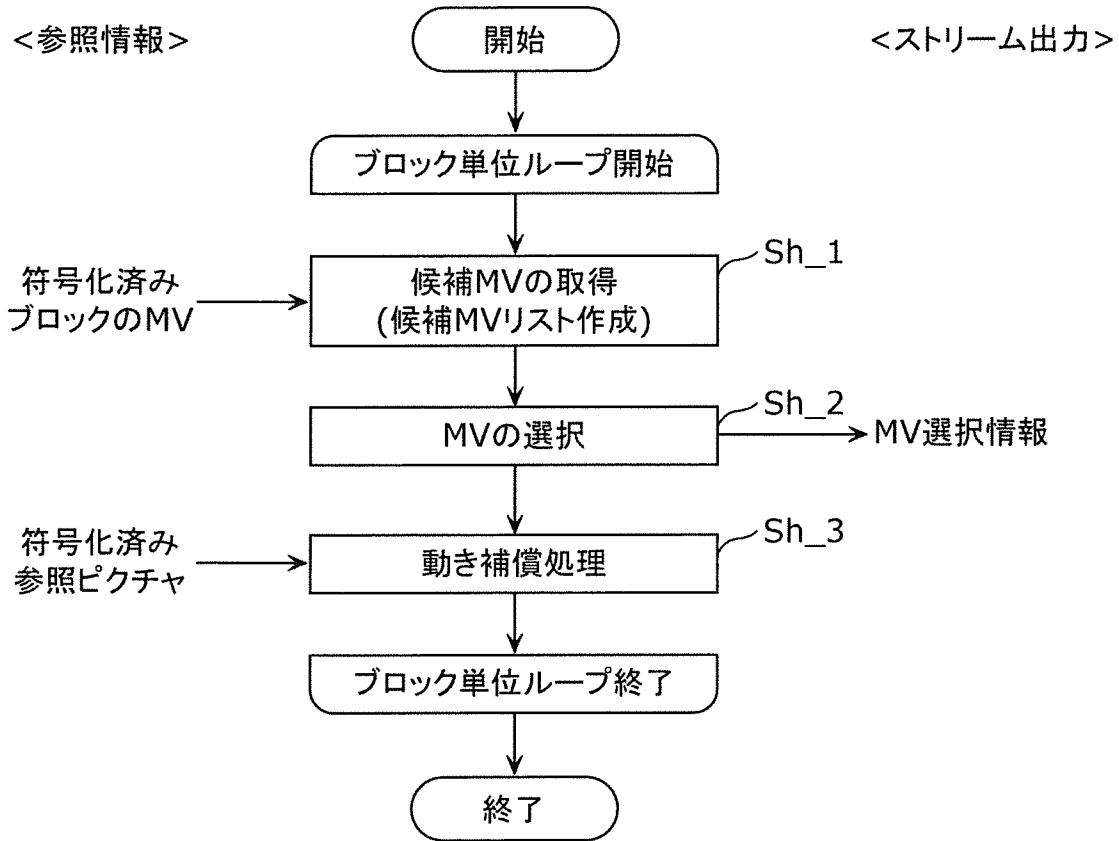 <参照情報>
開始
<ストリーム出力>
ブロック単位ループ開始
符号化済み
ブロックのMV
候補MVの取得
(候補MVリスト作成)
Sh_1
MVの選択
Sh_2
MV選択情報
符号化済み
参照ピクチャ
動き補償処理
Sh_3
ブロック単位ループ終了
終了